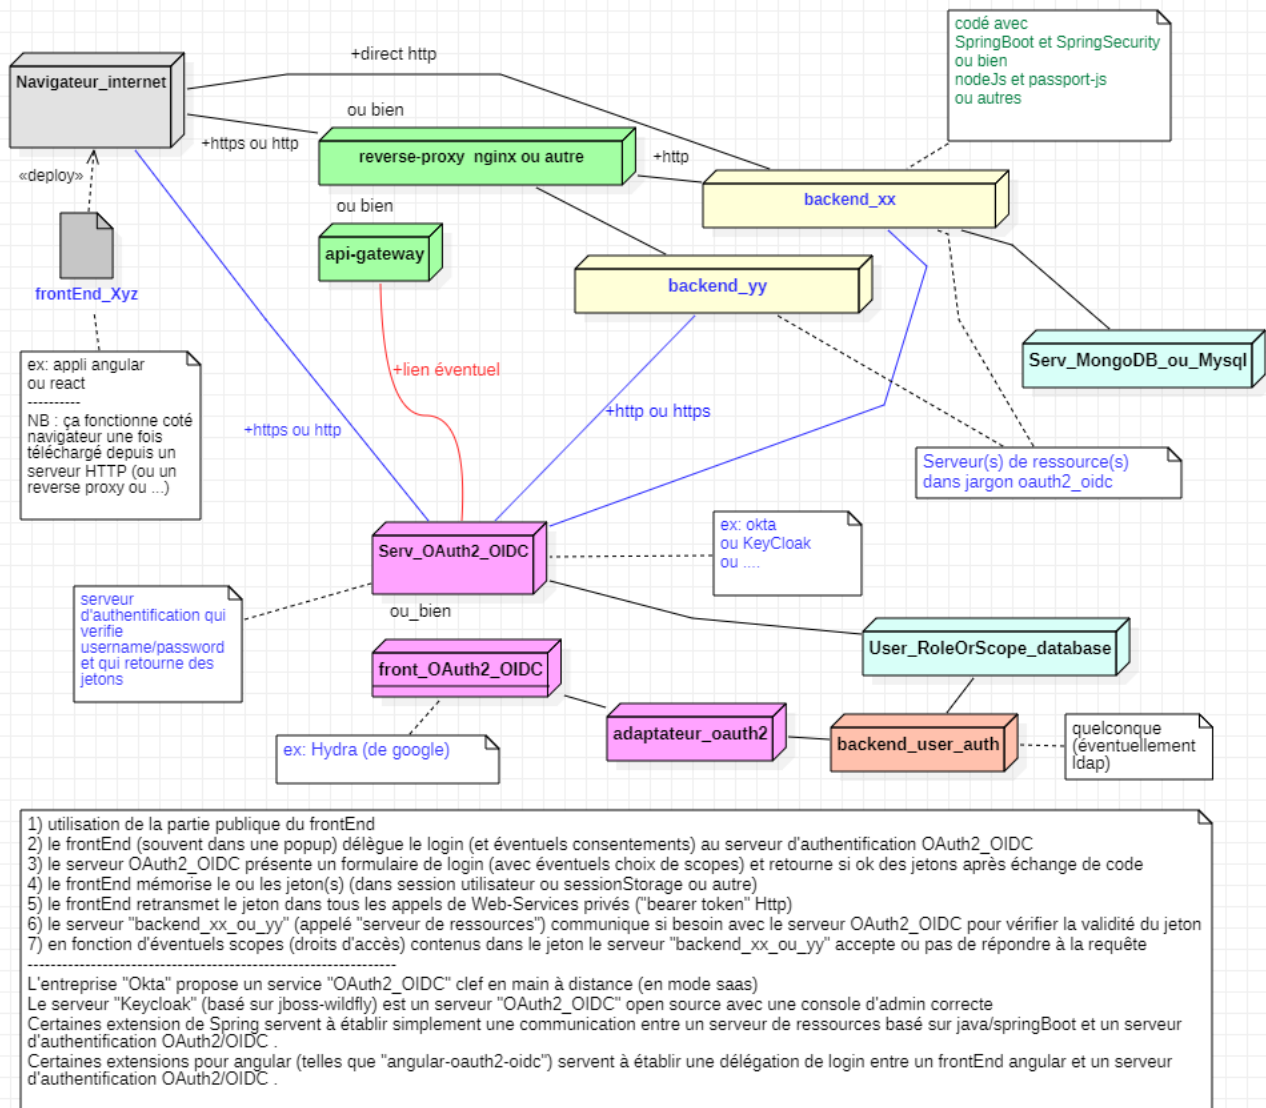 codé avec
SpringBoot et SpringSecurity
ou bien
nodeJs et passport-js
ou autres
+direct http
Navigateur_internet
ou bien
+https ou http
reverse-proxy  nginx ou autre
+http
«deploy»
backend_xx
ou bien
api-gateway
backend_yy
frontEnd_Xyz
Serv_MongoDB_ou_Mysql
ex: appli angular
ou react
----------
NB : ça fonctionne coté
navigateur une fois
téléchargé depuis un
serveur HTTP (ou un
reverse proxy ou ...)
+lien éventuel
+http ou https
+https ou http
Serveur(s) de ressource(s)
dans jargon oauth2_oidc
ex: okta
ou KeyCloak
ou ....
Serv_OAuth2_OIDC
serveur
d'authentification qui
verifie
username/password
et qui retourne des
jetons
ou_bien
User_RoleOrScope_database
front_OAuth2_OIDC
adaptateur_oauth2
backend_user_auth
quelconque
(éventuellement
ldap)
ex: Hydra (de google)
1) utilisation de la partie publique du frontEnd
2) le frontEnd (souvent dans une popup) délègue le login (et éventuels consentements) au serveur d'authentification OAuth2_OIDC
3) le serveur OAuth2_OIDC présente un formulaire de login (avec éventuels choix de scopes) et retourne si ok des jetons après échange de code
4) le frontEnd mémorise le ou les jeton(s) (dans session utilisateur ou sessionStorage ou autre)
5) le frontEnd retransmet le jeton dans tous les appels de Web-Services privés ("bearer token" Http)
6) le serveur "backend_xx_ou_yy" (appelé "serveur de ressources") communique si besoin avec le serveur OAuth2_OIDC pour vérifier la validité du jeton
7) en fonction d'éventuels scopes (droits d'accès) contenus dans le jeton le serveur "backend_xx_ou_yy" accepte ou pas de répondre à la requête
----------------------------------------------------------------------
L'entreprise "Okta" propose un service "OAuth2_OIDC" clef en main à distance (en mode saas)
Le serveur "Keycloak" (basé sur jboss-wildfly) est un serveur "OAuth2_OIDC" open source avec une console d'admin correcte
Certaines extension de Spring servent à établir simplement une communication entre un serveur de ressources basé sur java/springBoot et un serveur
d'authentification OAuth2/OIDC .
Certaines extensions pour angular (telles que "angular-oauth2-oidc") servent à établir une délégation de login entre un frontEnd angular et un serveur
d'authentification OAuth2/OIDC .